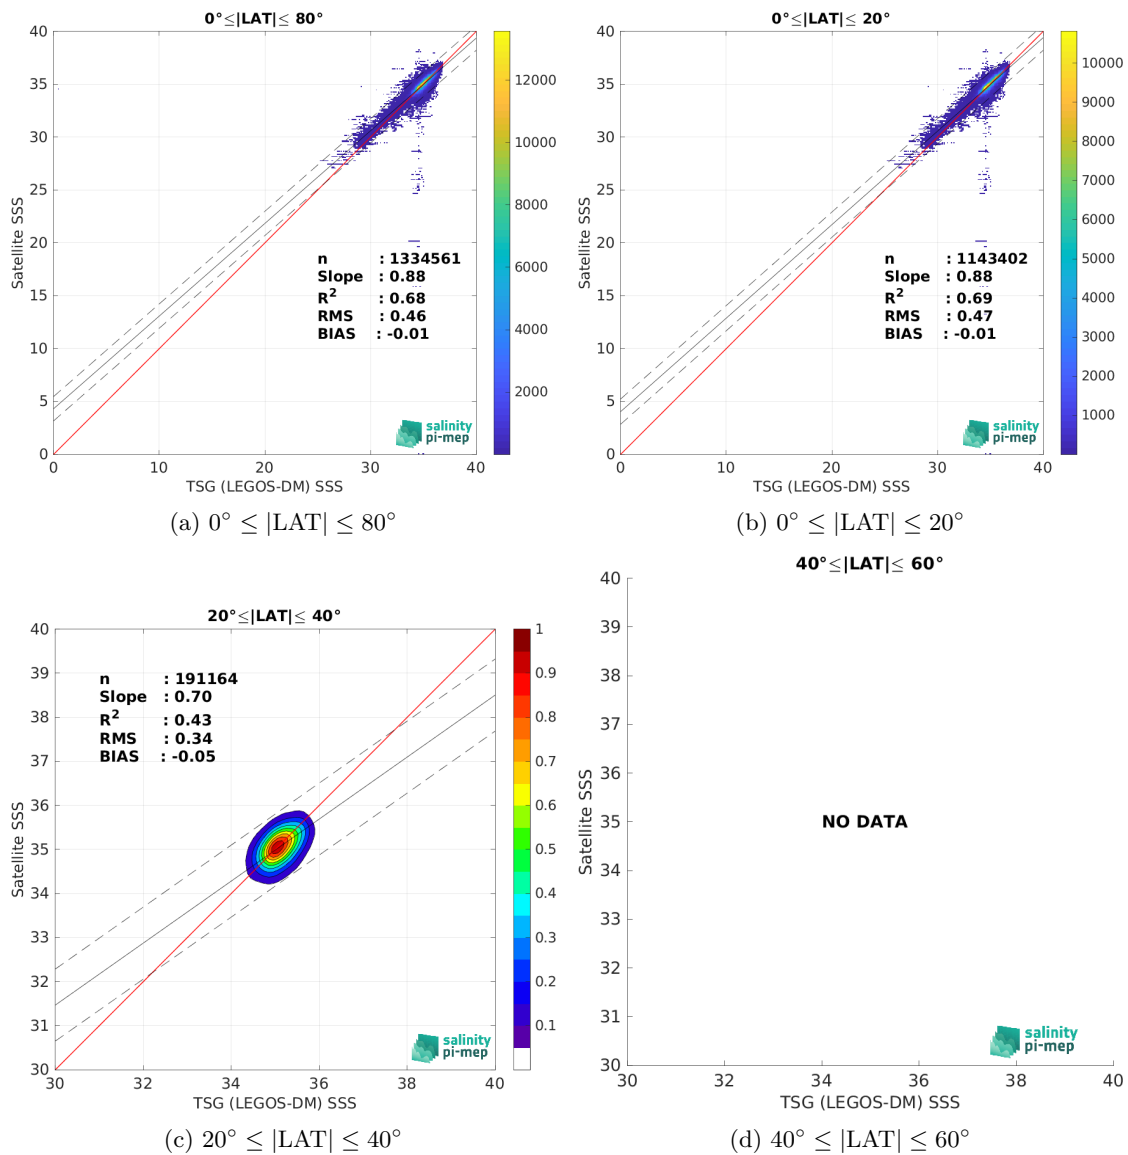 0°≤|LAT|≤ 80°
40
35
30
25
20
15
10
5
0
Satellite SSS
n : 1334561
Slope : 0.88
R² : 0.68
RMS : 0.46
BIAS : -0.01
salinity
pi-mep
0 10 20 30 40
TSG (LEGOS-DM) SSS
12000
10000
8000
6000
4000
2000
(a) 0° ≤ |LAT| ≤ 80°
0°≤|LAT|≤ 20°
40
35
30
25
20
15
10
5
0
Satellite SSS
n : 1143402
Slope : 0.88
R² : 0.69
RMS : 0.47
BIAS : -0.01
salinity
pi-mep
0 10 20 30 40
TSG (LEGOS-DM) SSS
10000
9000
8000
7000
6000
5000
4000
3000
2000
1000
(b) 0° ≤ |LAT| ≤ 20°
20°≤|LAT|≤ 40°
40
39
38
37
36
35
34
33
32
31
30
Satellite SSS
n : 191164
Slope : 0.70
R² : 0.43
RMS : 0.34
BIAS : -0.05
salinity
pi-mep
30 32 34 36 38 40
TSG (LEGOS-DM) SSS
1
0.9
0.8
0.7
0.6
0.5
0.4
0.3
0.2
0.1
(c) 20° ≤ |LAT| ≤ 40°
40°≤|LAT|≤ 60°
40
39
38
37
36
35
34
33
32
31
30
Satellite SSS
NO DATA
salinity
pi-mep
30 32 34 36 38 40
TSG (LEGOS-DM) SSS
(d) 40° ≤ |LAT| ≤ 60°